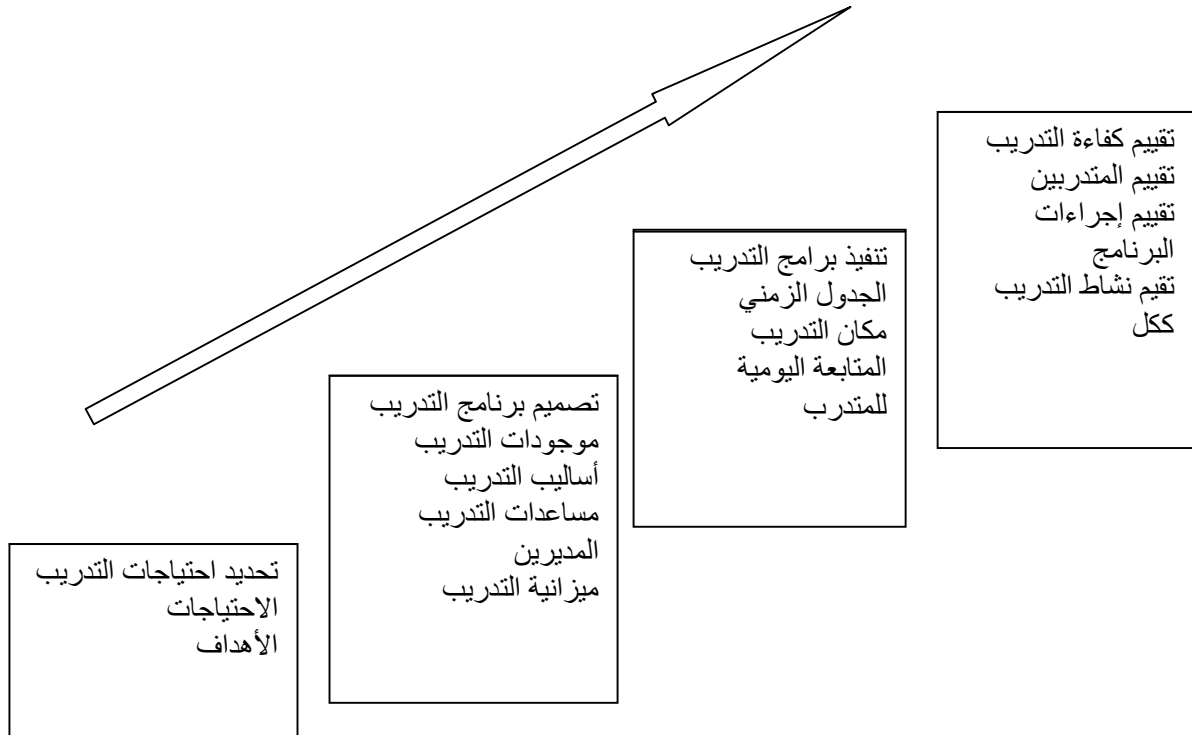 تحديد احتياجات التدريب
الاحتياجات
الأهداف
تصميم برنامج التدريب
موجودات التدريب
أساليب التدريب
مساعدات التدريب
المديرين
ميزانية التدريب
تنفيذ برامج التدريب
الجدول الزمني
مكان التدريب
المتابعة اليومية
للمتدرب
تقييم كفاءة التدريب
تقييم المتدربين
تقييم إجراءات
البرنامج
تقيم نشاط التدريب
ككل